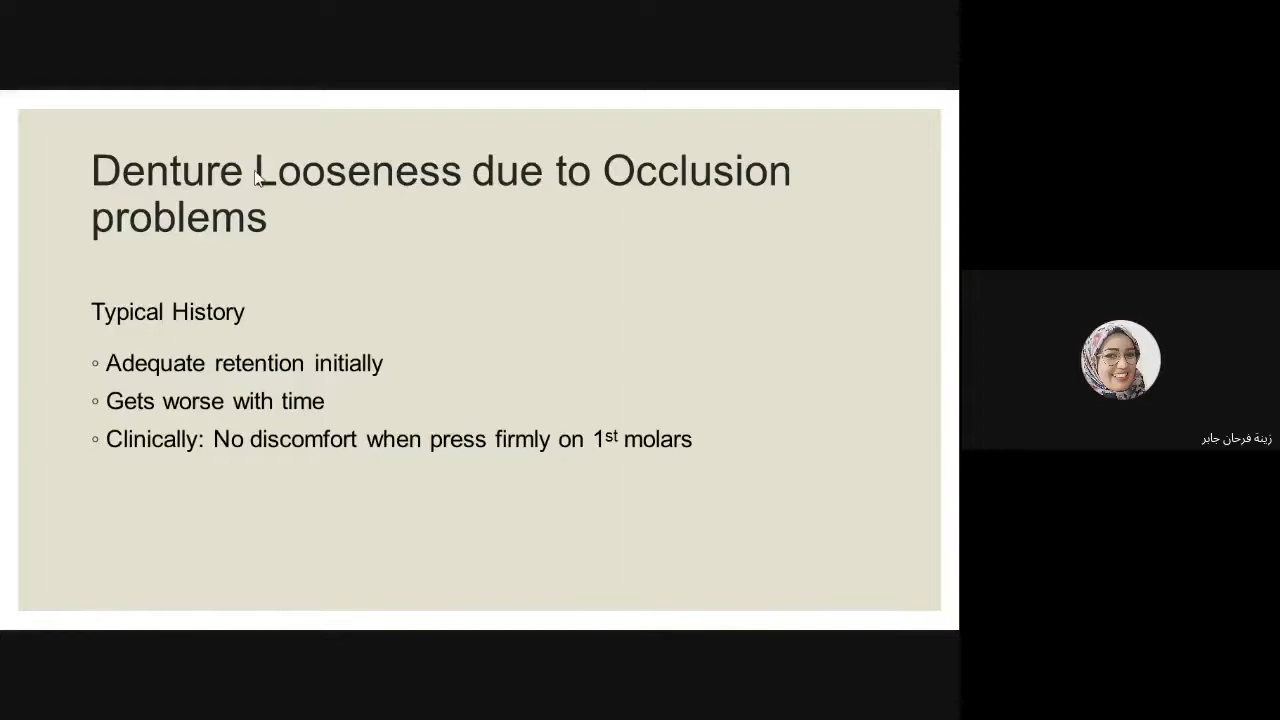 Denture Looseness due to Occlusion
problems
Typical History
◦ Adequate retention initially
◦ Gets worse with time
◦ Clinically: No discomfort when press firmly on 1st molars
زينة فرحان جابر